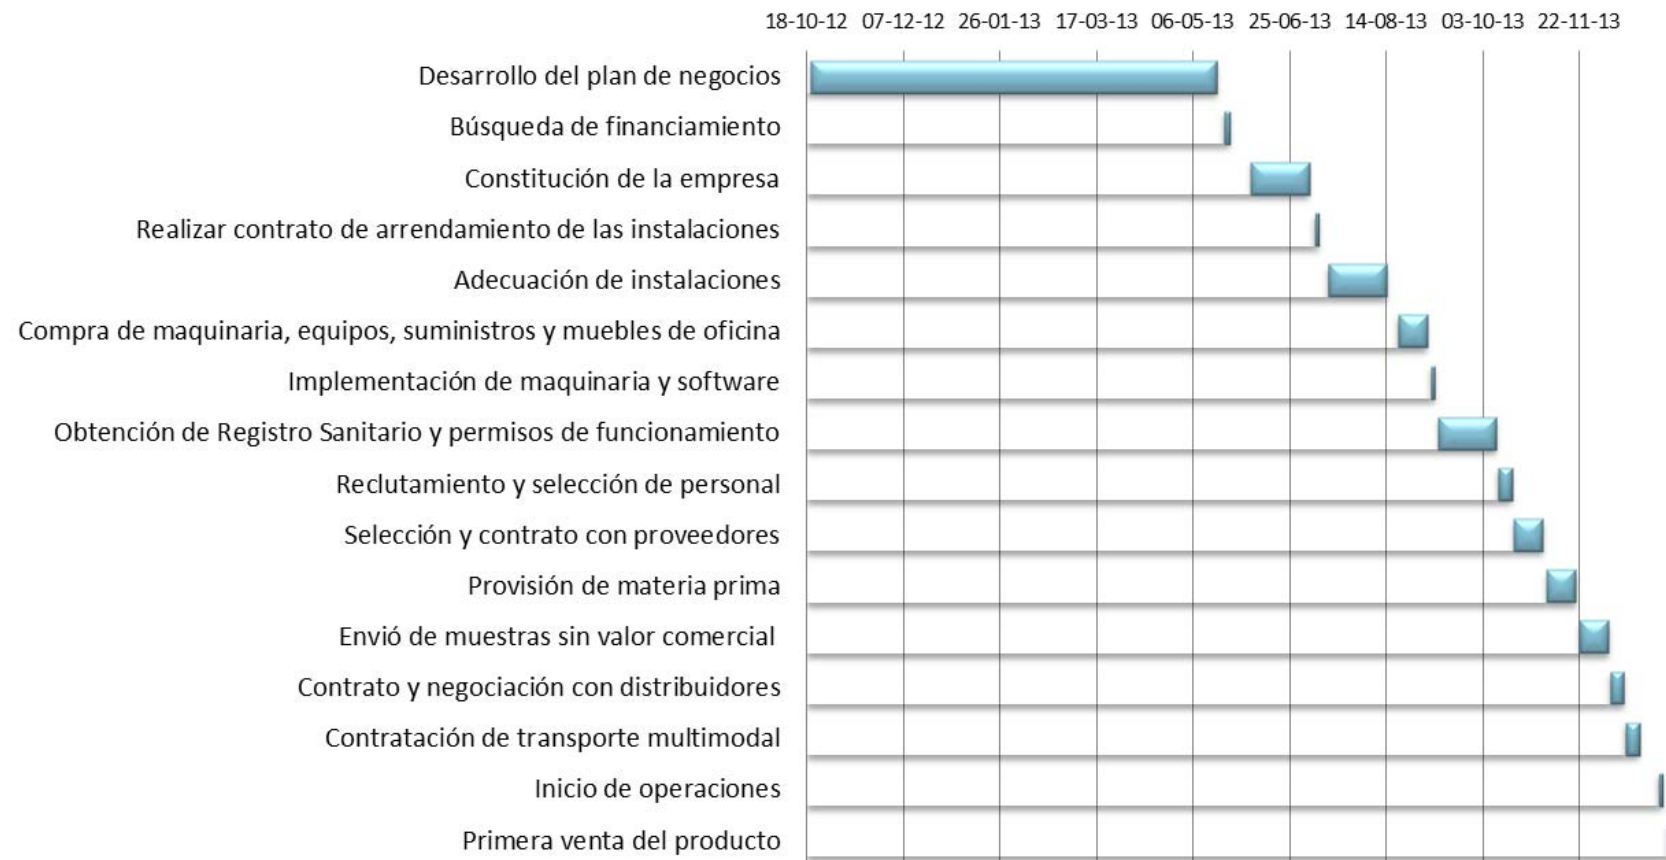 18-10-12 07-12-12 26-01-13 17-03-13 06-05-13 25-06-13 14-08-13 03-10-13 22-11-13
Desarrollo del plan de negocios
Búsqueda de financiamiento
Constitución de la empresa
Realizar contrato de arrendamiento de las instalaciones
Adecuación de instalaciones
Compra de maquinaria, equipos, suministros y muebles de oficina
Implementación de maquinaria y software
Obtención de Registro Sanitario y permisos de funcionamiento
Reclutamiento y selección de personal
Selección y contrato con proveedores
Provisión de materia prima
Envió de muestras sin valor comercial
Contrato y negociación con distribuidores
Contratación de transporte multimodal
Inicio de operaciones
Primera venta del producto